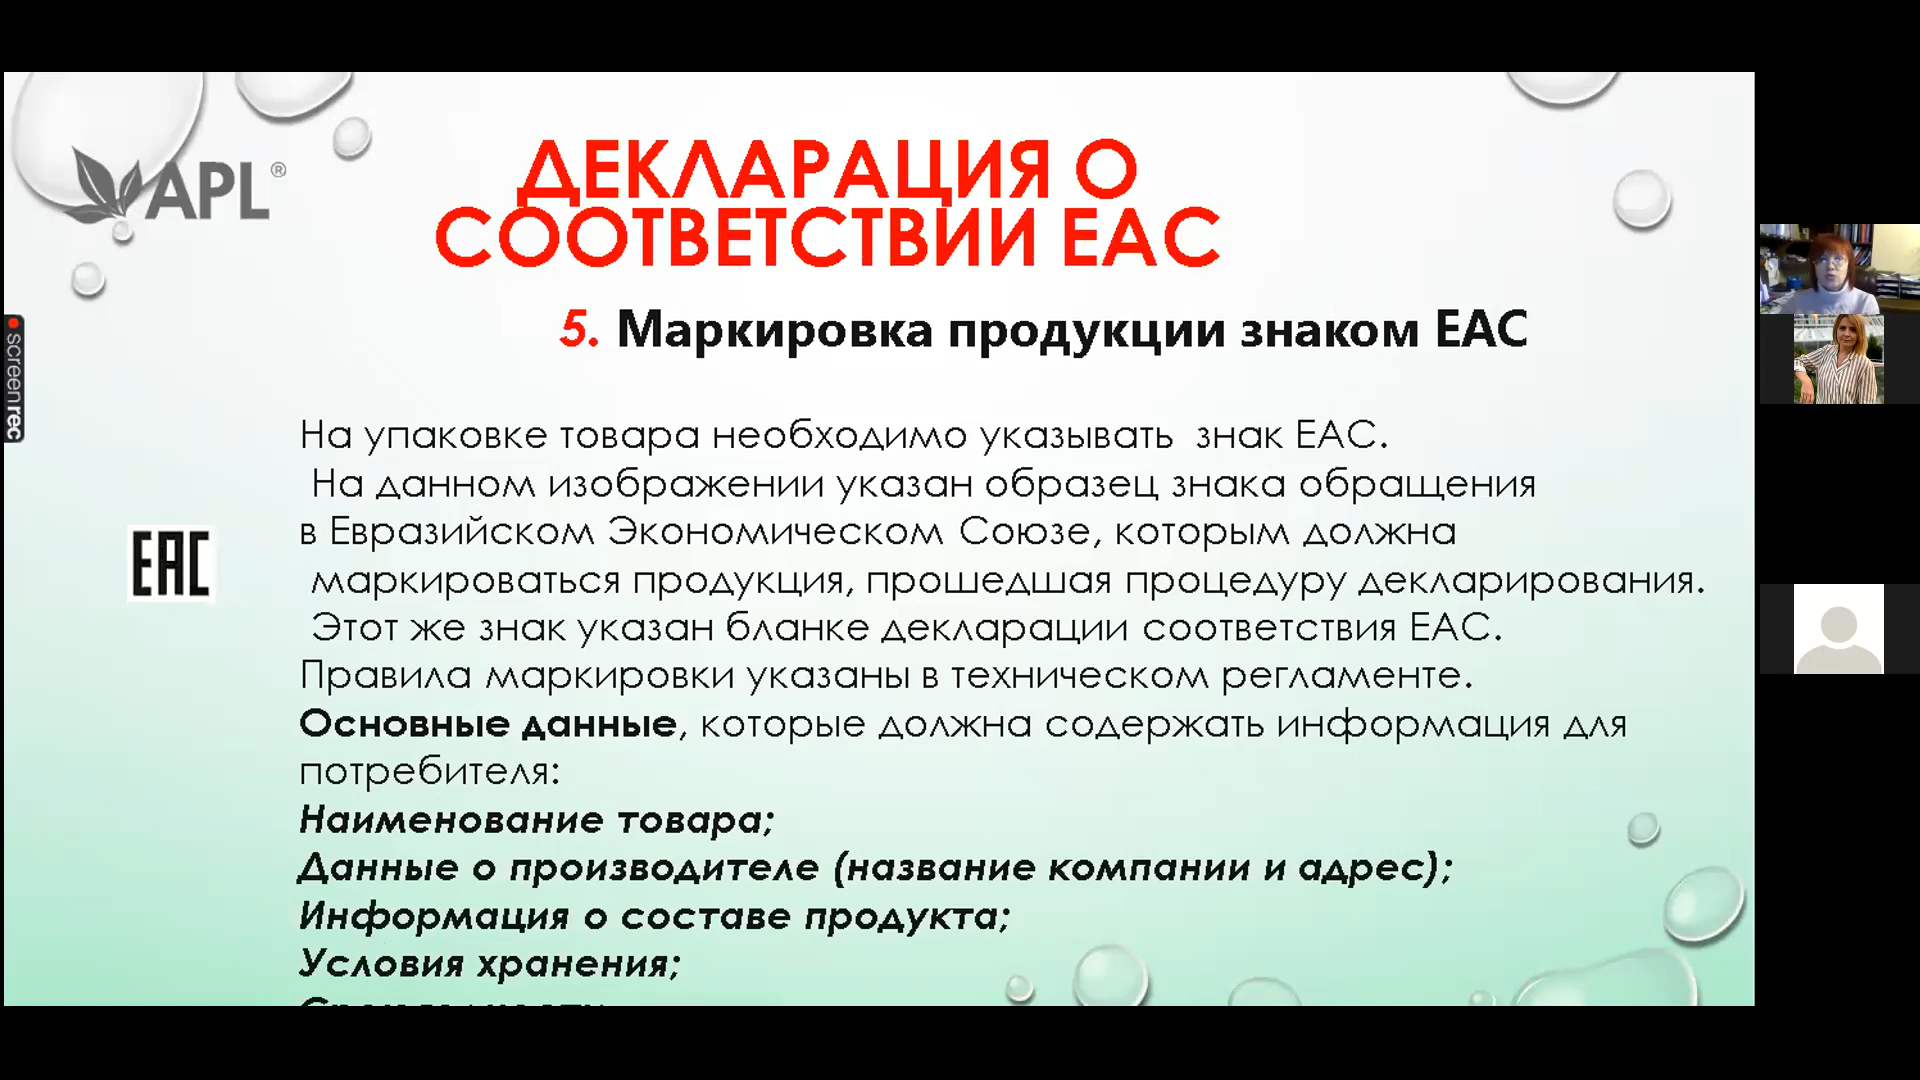 APL®
ДЕКЛАРАЦИЯ О
СООТВЕТСТВИИ ЕАС
5. Маркировка продукции знаком ЕАС
На упаковке товара необходимо указывать знак ЕАС.
На данном изображении указан образец знака обращения
в Евразийском Экономическом Союзе, которым должна
маркироваться продукция, прошедшая процедуру декларирования.
Этот же знак указан бланке декларации соответствия ЕАС.
Правила маркировки указаны в техническом регламенте.
Основные данные, которые должна содержать информация для
потребителя:
Наименование товара;
Данные о производителе (название компании и адрес);
Информация о составе продукта;
Условия хранения;
ЕАС
screenrec